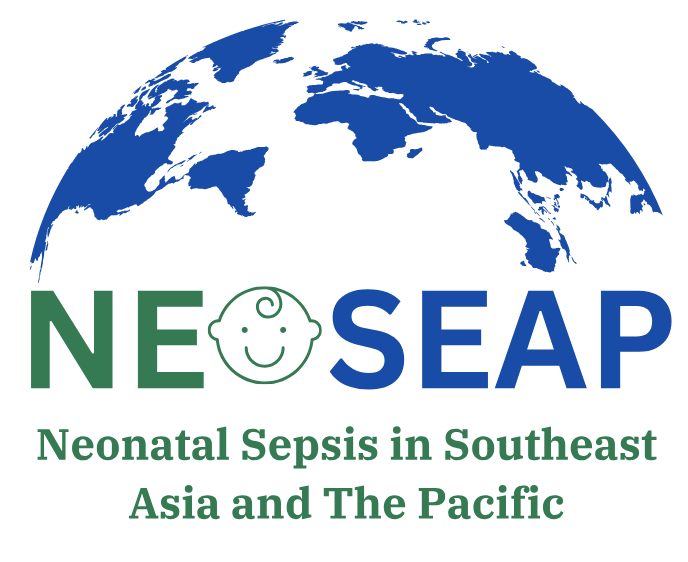 NEOSEAP
Neonatal Sepsis in Southeast
Asia and The Pacific